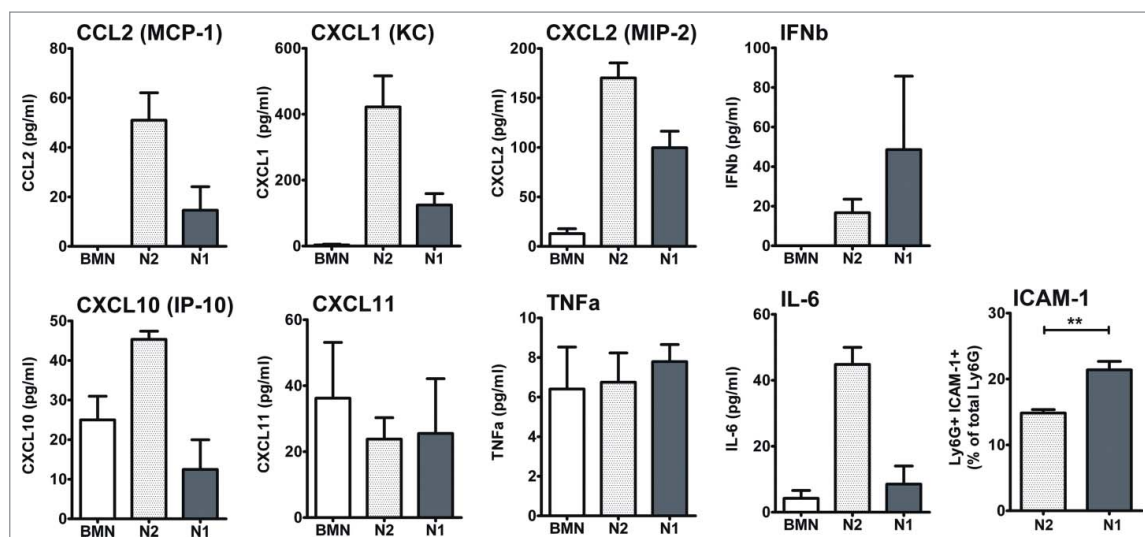 CCL2 (MCP-1)
CCL2 (pg/ml)
80
60
40
20
0
BMN N2 N1
CXCL1 (KC)
CXCL1 (pg/ml)
600
400
200
0
BMN N2 N1
CXCL2 (MIP-2)
CXCL2 (pg/ml)
200
150
100
50
0
BMN N2 N1
IFNb
IFNb (pg/ml)
100
80
60
40
20
0
BMN N2 N1
CXCL10 (IP-10)
CXCL10 (pg/ml)
50
40
30
20
10
0
BMN N2 N1
CXCL11
CXCL11 (pg/ml)
60
40
20
0
BMN N2 N1
TNFa
TNFa (pg/ml)
10
8
6
4
2
0
BMN N2 N1
IL-6
IL-6 (pg/ml)
60
40
20
0
BMN N2 N1
ICAM-1
Ly6G+ ICAM-1+
(% of total Ly6G)
30
20
10
0
**
N2 N1